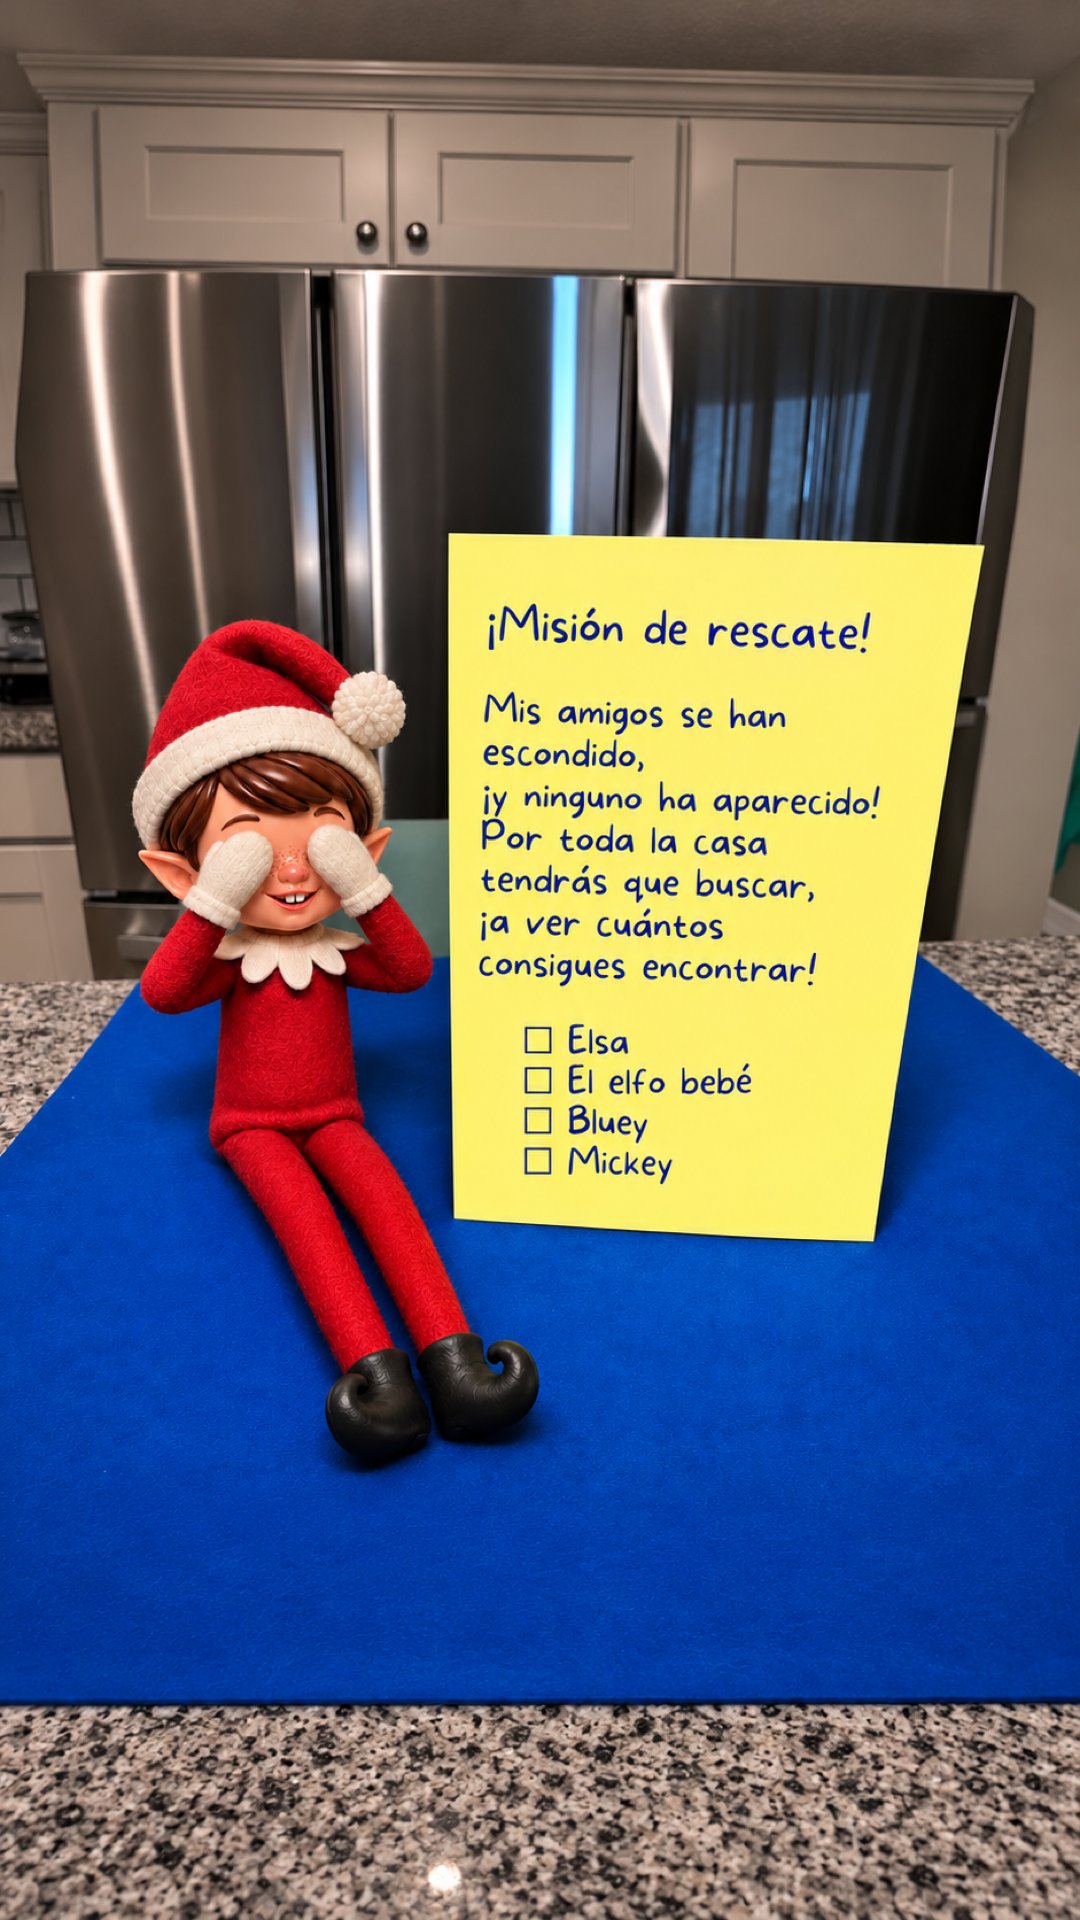 ¡Misión de rescate!
Mis amigos se han
escondido,
¡y ninguno ha aparecido!
Por toda la casa
tendrás que buscar,
¡a ver cuántos
consigues encontrar!
☐ Elsa
☐ El elfo bebé
☐ Bluey
☐ Mickey